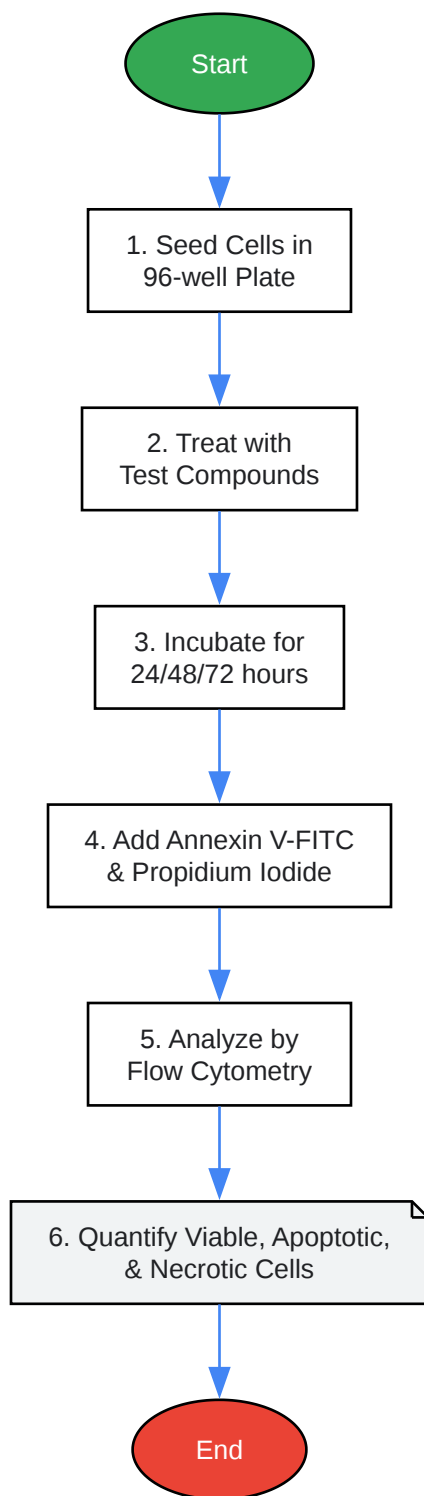 Start
1. Seed Cells in
96-well Plate
2. Treat with
Test Compounds
3. Incubate for
24/48/72 hours
4. Add Annexin V-FITC
& Propidium Iodide
5. Analyze by
Flow Cytometry
6. Quantify Viable, Apoptotic,
& Necrotic Cells
End